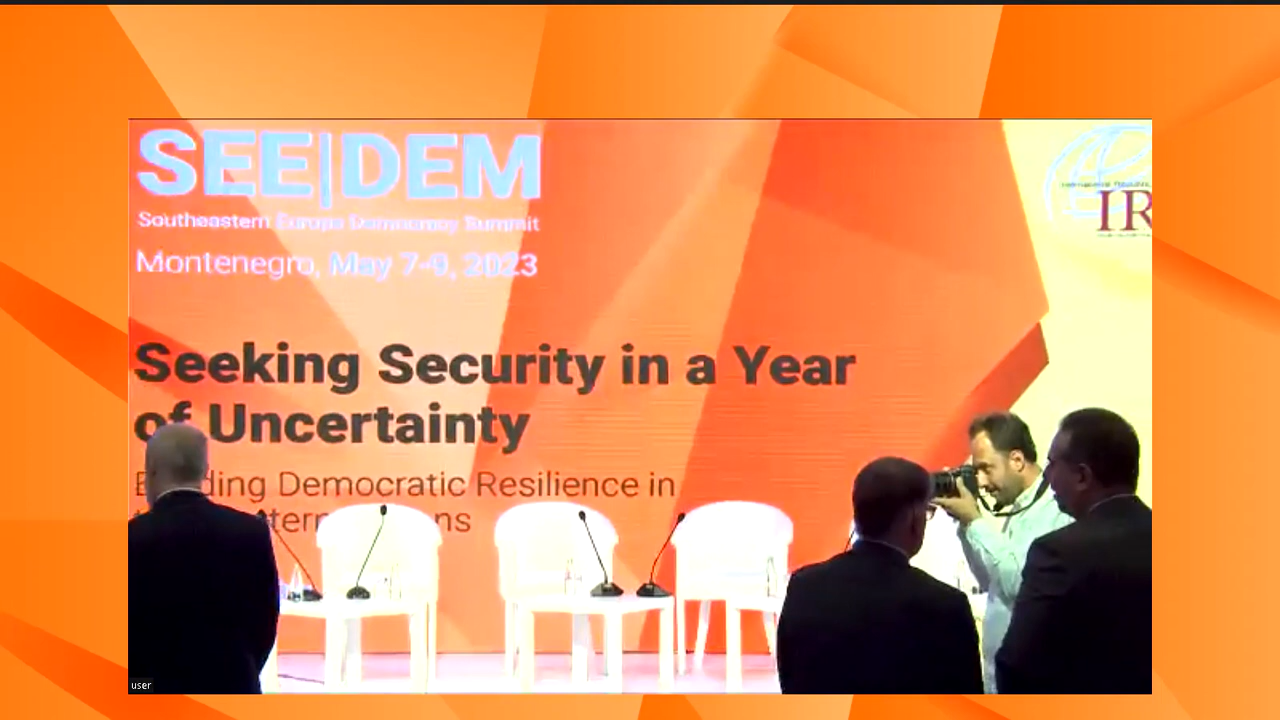 SEE|DEM
Southeastern Europe Democracy Summit
Montenegro, May 7-9, 2023
IR
Seeking Security in a Year
of Uncertainty
Democratic Resilience in
user